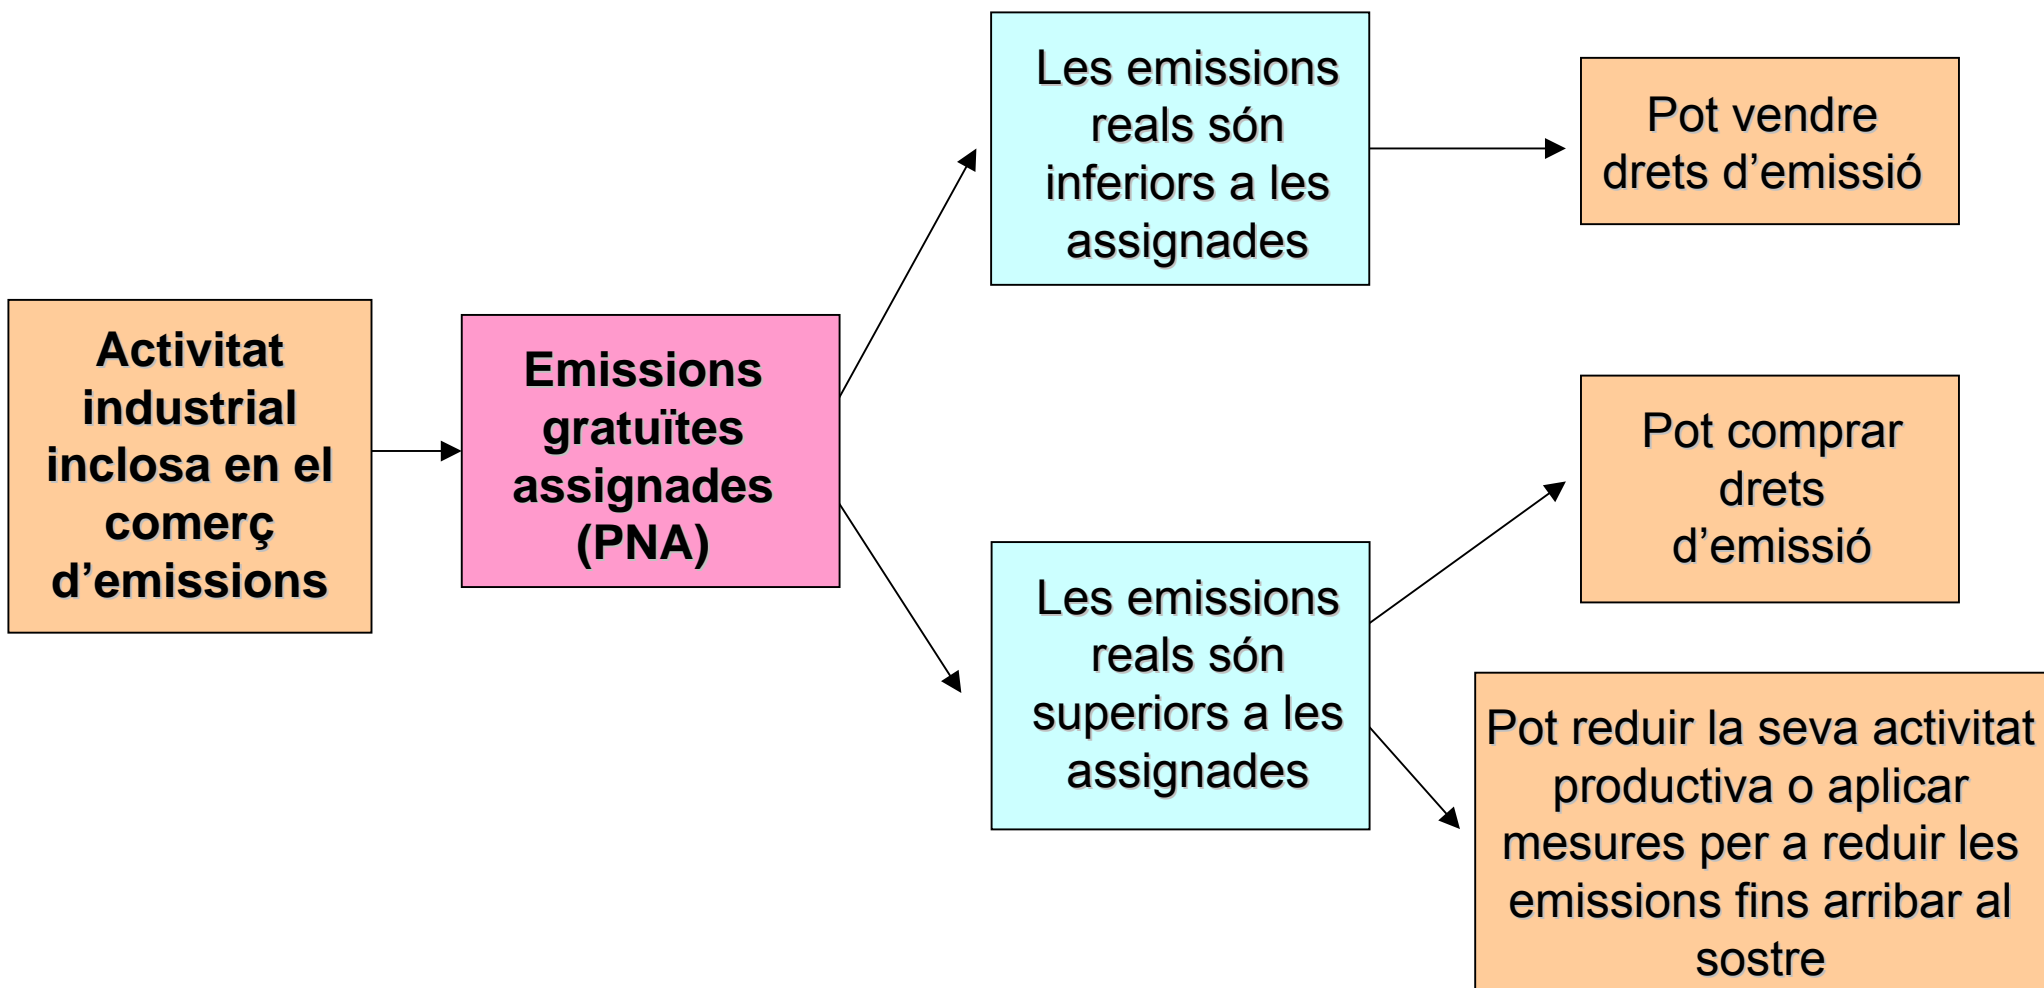 Activitat
industrial
inclosa en el
comerç
d’emissions
Emissions
gratuïtes
assignades
(PNA)
Les emissions
reals són
inferiors a les
assignades
Pot vendre
drets d’emissió
Les emissions
reals són
superiors a les
assignades
Pot comprar
drets
d’emissió
Pot reduir la seva activitat
productiva o aplicar
mesures per a reduir les
emissions fins arribar al
sostre